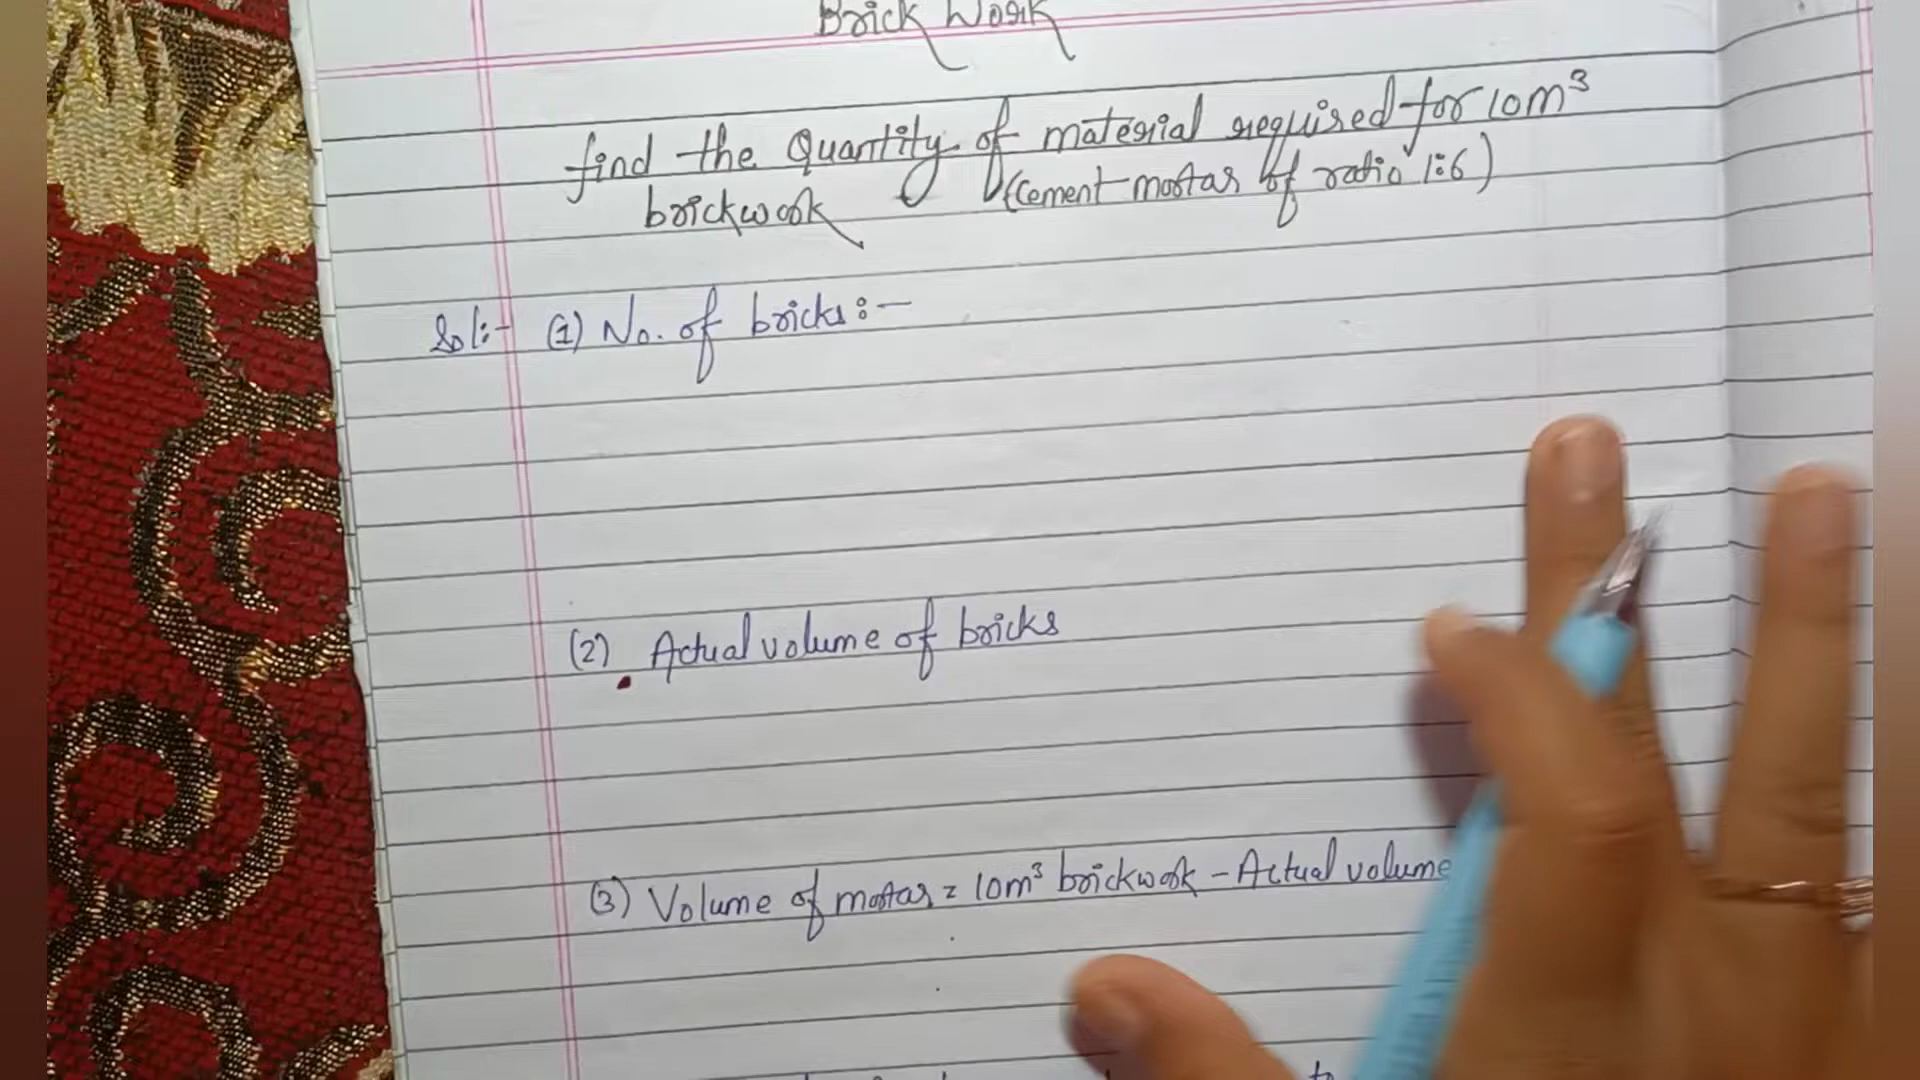 Brick Work
find the Quantity of material required for 10m³
brickwork (Cement mortar of ratio 1:6)
Sol:- (1) No. of bricks:-
(2) Actual volume of bricks
(3) Volume of mortar = 10m³ brickwork - Actual volume